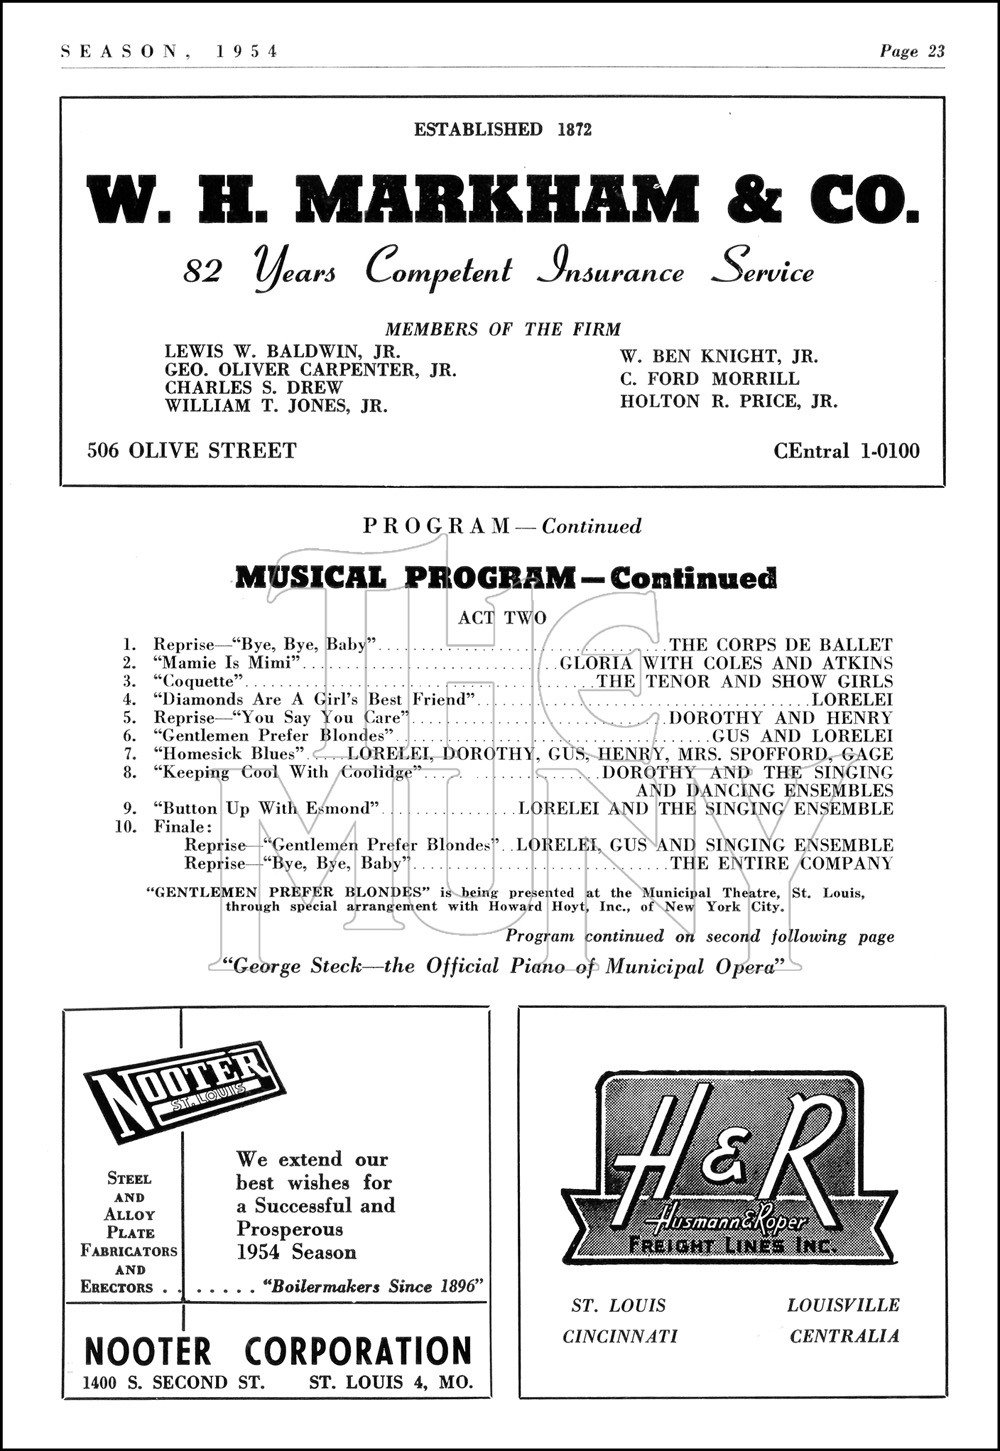 SEASON, 1954 Page 23
ESTABLISHED 1872
W. H. MARKHAM & CO.
82 Years Competent Insurance Service
MEMBERS OF THE FIRM
LEWIS W. BALDWIN, JR.
GEO. OLIVER CARPENTER, JR.
CHARLES S. DREW
WILLIAM T. JONES, JR.
W. BEN KNIGHT, JR.
C. FORD MORRILL
HOLTON R. PRICE, JR.
506 OLIVE STREET CEntral 1-0100
PROGRAM—Continued
MUSICAL PROGRAM—Continued
ACT TWO
1. Reprise—“Bye, Bye, Baby”..........THE CORPS DE BALLET
2. “Mamie Is Mimi”..........GLORIA WITH COLES AND ATKINS
3. “Coquette”..........THE TENOR AND SHOW GIRLS
4. “Diamonds Are A Girl's Best Friend”..........LORELEI
5. Reprise—“You Say You Care”..........DOROTHY AND HENRY
6. “Gentlemen Prefer Blondes”..........GUS AND LORELEI
7. “Homesick Blues”......LORELEI, DOROTHY, GUS, HENRY, MRS. SPOFFORD, GAGE
8. “Keeping Cool With Coolidge”..........DOROTHY AND THE SINGING
AND DANCING ENSEMBLES
9. “Button Up With Esmond”..........LORELEI AND THE SINGING ENSEMBLE
10. Finale:
Reprise—“Gentlemen Prefer Blondes”..LORELEI, GUS AND SINGING ENSEMBLE
Reprise—“Bye, Bye, Baby”..........THE ENTIRE COMPANY
“GENTLEMEN PREFER BLONDES” is being presented at the Municipal Theatre, St. Louis,
through special arrangement with Howard Hoyt, Inc., of New York City.
Program continued on second following page
“George Steck—the Official Piano of Municipal Opera”
THE
MUNY
NOOTER
ST. LOUIS
We extend our
best wishes for
a Successful and
Prosperous
1954 Season
STEEL
AND
ALLOY
PLATE
FABRICATORS
AND
ERECTORS . . . . . . . . “Boilermakers Since 1896”
NOOTER CORPORATION
1400 S. SECOND ST. ST. LOUIS 4, MO.
H & R
Husmann & Roper
FREIGHT LINES INC.
ST. LOUIS LOUISVILLE
CINCINNATI CENTRALIA